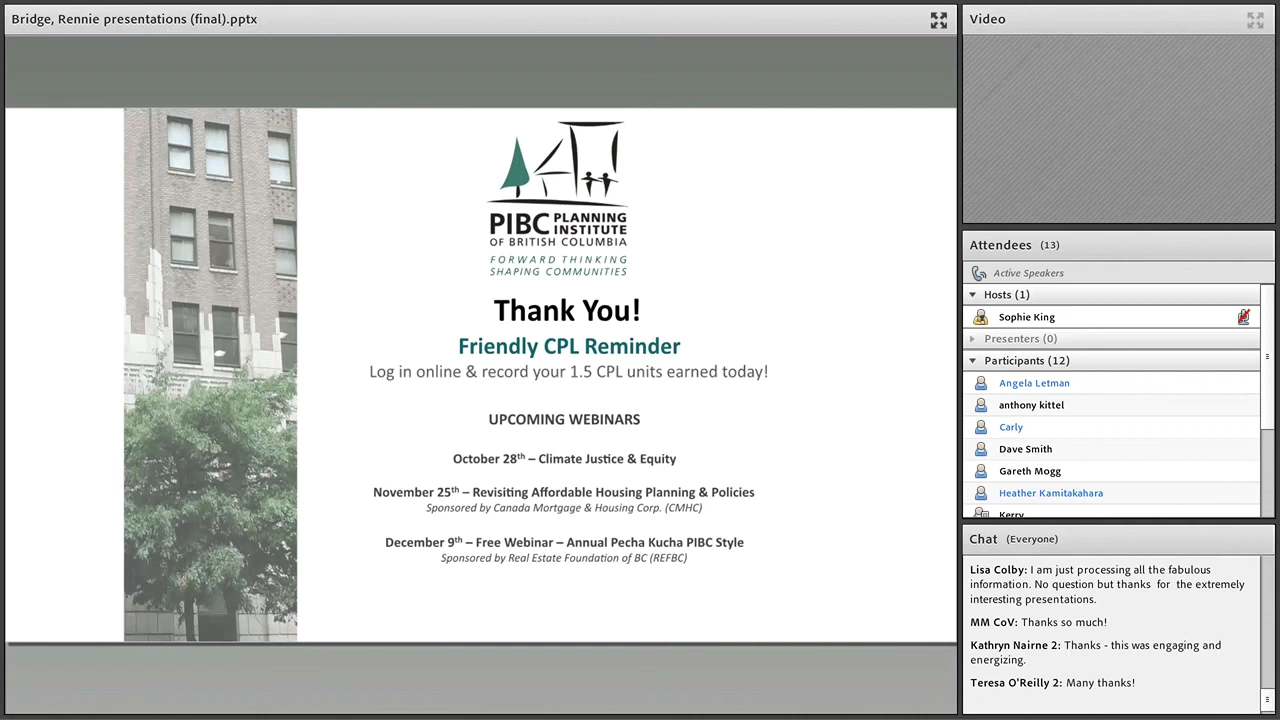 Bridge, Rennie presentations (final).pptx
PIBC PLANNING INSTITUTE
OF BRITISH COLUMBIA
FORWARD THINKING
SHAPING COMMUNITIES
Thank You!
Friendly CPL Reminder
Log in online & record your 1.5 CPL units earned today!
UPCOMING WEBINARS
October 28th – Climate Justice & Equity
November 25th – Revisiting Affordable Housing Planning & Policies
Sponsored by Canada Mortgage & Housing Corp. (CMHC)
December 9th – Free Webinar – Annual Pecha Kucha PIBC Style
Sponsored by Real Estate Foundation of BC (REFBC)
Video
Attendees (13)
Active Speakers
Hosts (1)
Sophie King
Presenters (0)
Participants (12)
Angela Letman
anthony kittel
Carly
Dave Smith
Gareth Mogg
Heather Kamitakahara
Kerry
Chat (Everyone)
Lisa Colby: I am just processing all the fabulous
information. No question but thanks for the extremely
interesting presentations.
MM CoV: Thanks so much!
Kathryn Nairne 2: Thanks - this was engaging and
energizing.
Teresa O'Reilly 2: Many thanks!